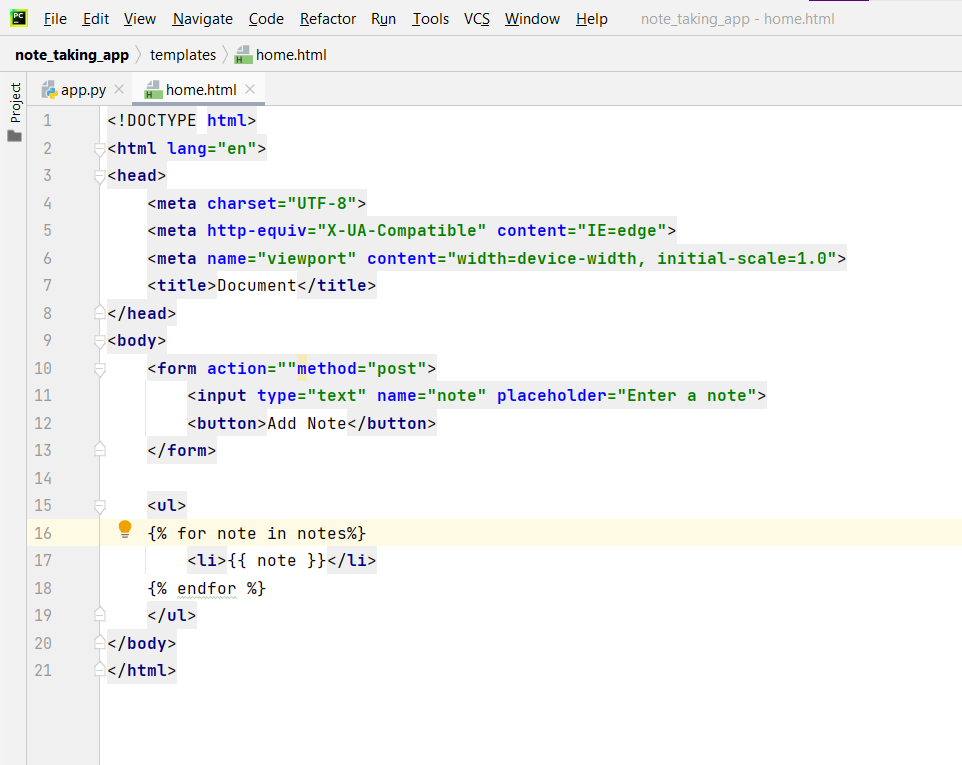 PC File Edit View Navigate Code Refactor Run Tools VCS Window Help note_taking_app - home.html
note_taking_app templates H home.html
Project
app.py H home.html
1 <!DOCTYPE html>
2 <html lang="en">
3 <head>
4 <meta charset="UTF-8">
5 <meta http-equiv="X-UA-Compatible" content="IE=edge">
6 <meta name="viewport" content="width=device-width, initial-scale=1.0">
7 <title>Document</title>
8 </head>
9 <body>
10 <form action=""method="post">
11 <input type="text" name="note" placeholder="Enter a note">
12 <button>Add Note</button>
13 </form>
14
15 <ul>
16 {% for note in notes%}
17 <li>{{ note }}</li>
18 {% endfor %}
19 </ul>
20 </body>
21 </html>